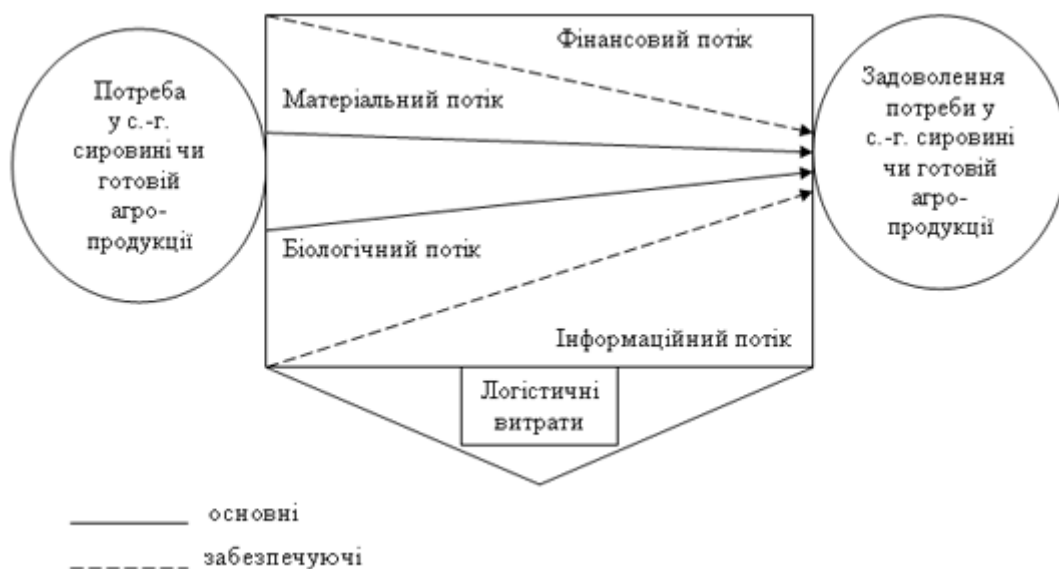 Потреба
у с.-г.
сировині чи
готовій
агро-
продукції
Фінансовий потік
Матеріальний потік
Біологічний потік
Інформаційний потік
Логістичні
витрати
Задоволення
потреби у
с.-г. сировині
чи готовій
агро-
продукції
основні
забезпечуючі